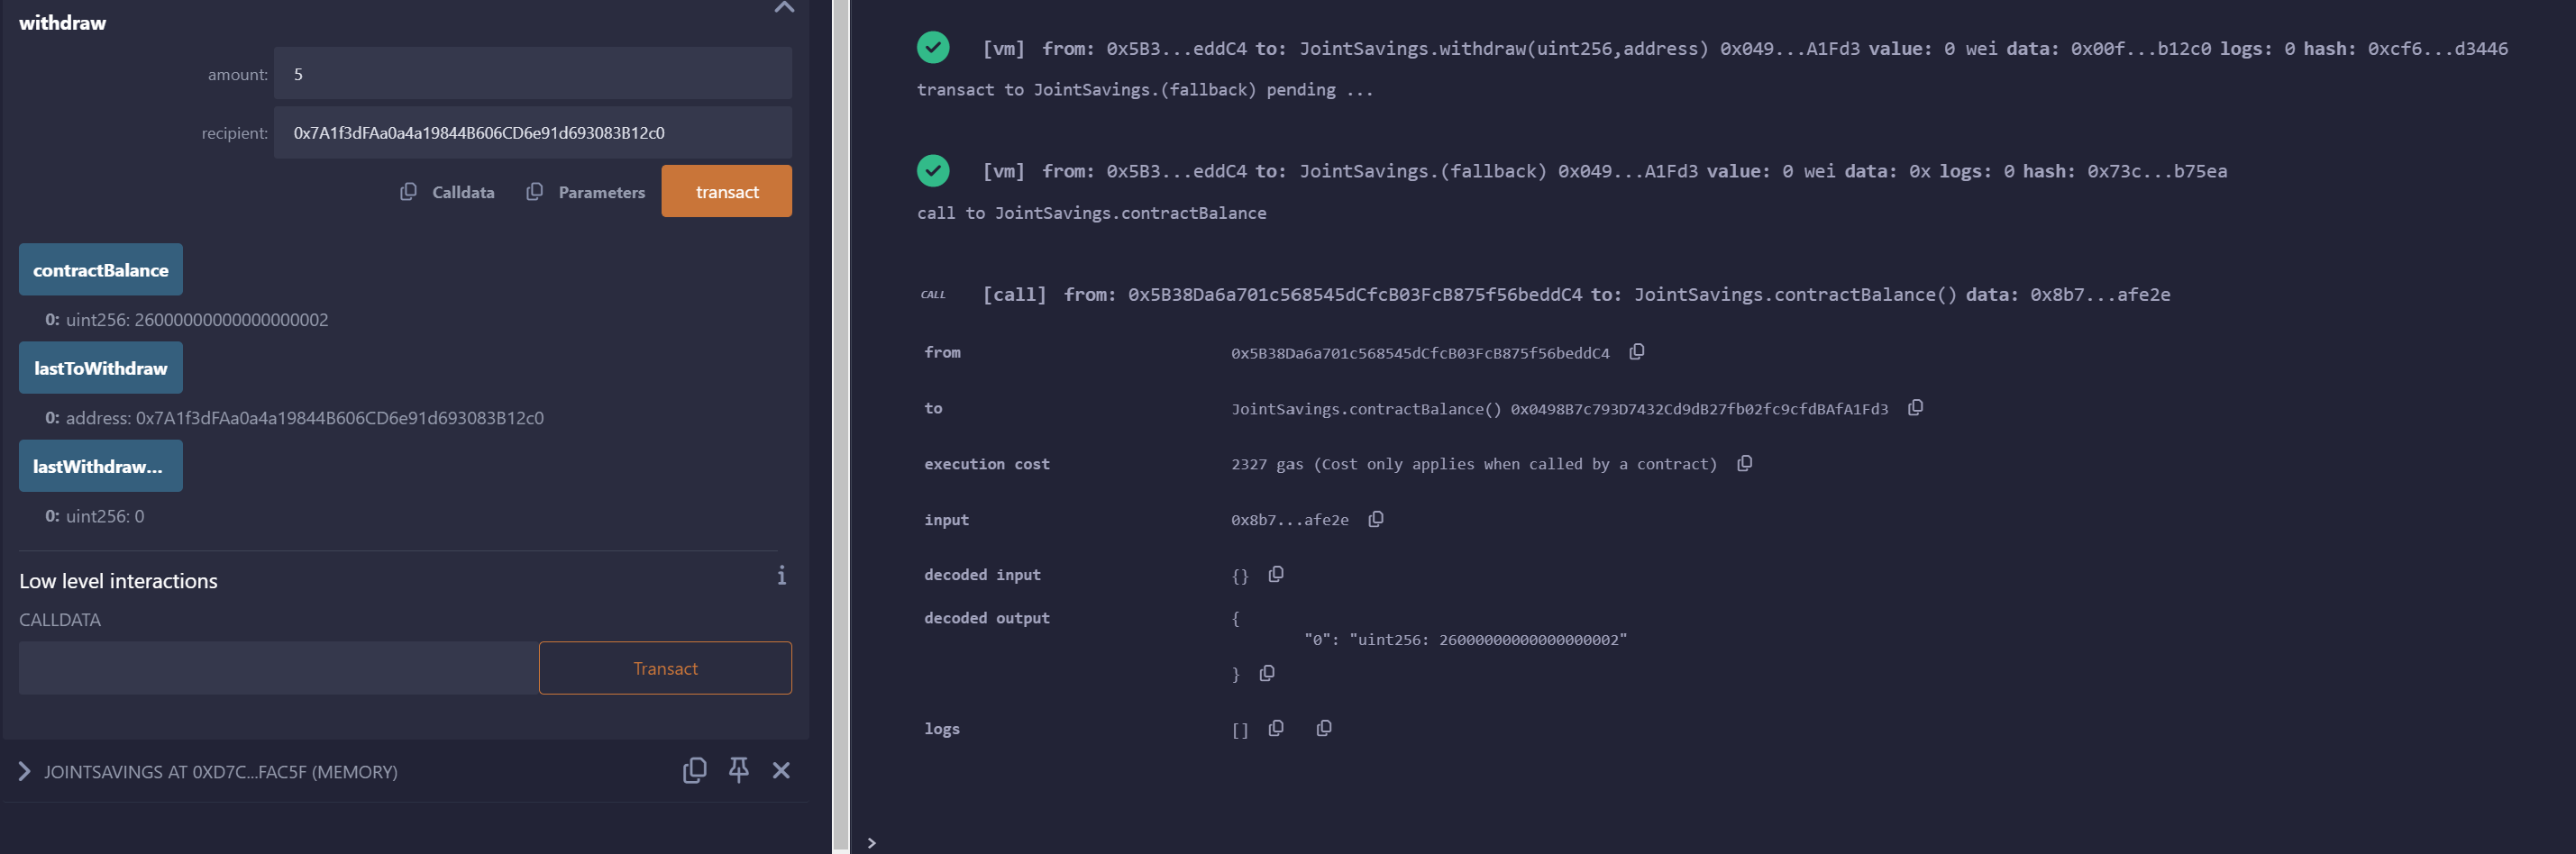 withdraw
amount: 5
recipient: 0x7A1f3dFAa0a4a19844B606CD6e91d693083B12c0
Calldata Parameters transact
contractBalance
0: uint256: 26000000000000000002
lastToWithdraw
0: address: 0x7A1f3dFAa0a4a19844B606CD6e91d693083B12c0
lastWithdraw...
0: uint256: 0
Low level interactions
i
CALLDATA
Transact
JOINTSAVINGS AT 0XD7C...FAC5F (MEMORY)
[vm] from: 0x5B3...eddC4 to: JointSavings.withdraw(uint256,address) 0x049...A1Fd3 value: 0 wei data: 0x00f...b12c0 logs: 0 hash: 0xcf6...d3446
transact to JointSavings.(fallback) pending ...
[vm] from: 0x5B3...eddC4 to: JointSavings.(fallback) 0x049...A1Fd3 value: 0 wei data: 0x logs: 0 hash: 0x73c...b75ea
call to JointSavings.contractBalance
CALL [call] from: 0x5B38Da6a701c568545dCfcB03FcB875f56beddC4 to: JointSavings.contractBalance() data: 0x8b7...afe2e
from 0x5B38Da6a701c568545dCfcB03FcB875f56beddC4
to JointSavings.contractBalance() 0x0498B7c793D7432Cd9dB27fb02fc9cfdBAfA1Fd3
execution cost 2327 gas (Cost only applies when called by a contract)
input 0x8b7...afe2e
decoded input {}
decoded output {
"0": "uint256: 26000000000000000002"
}
logs []
>